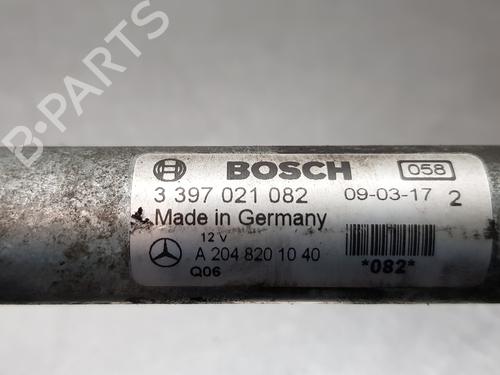 B-PARTS
BOSCH 058
3 397 021 082 09-03-17 2
Made in Germany
12 V
A 204 820 10 40
Q06 *082*